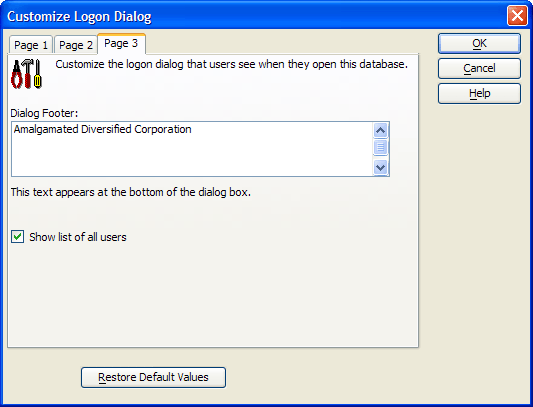 Customize Logon Dialog
Page 1 Page 2 Page 3
Customize the logon dialog that users see when they open this database.
Dialog Footer:
Amalgamated Diversified Corporation
This text appears at the bottom of the dialog box.
Show list of all users
Restore Default Values
OK
Cancel
Help